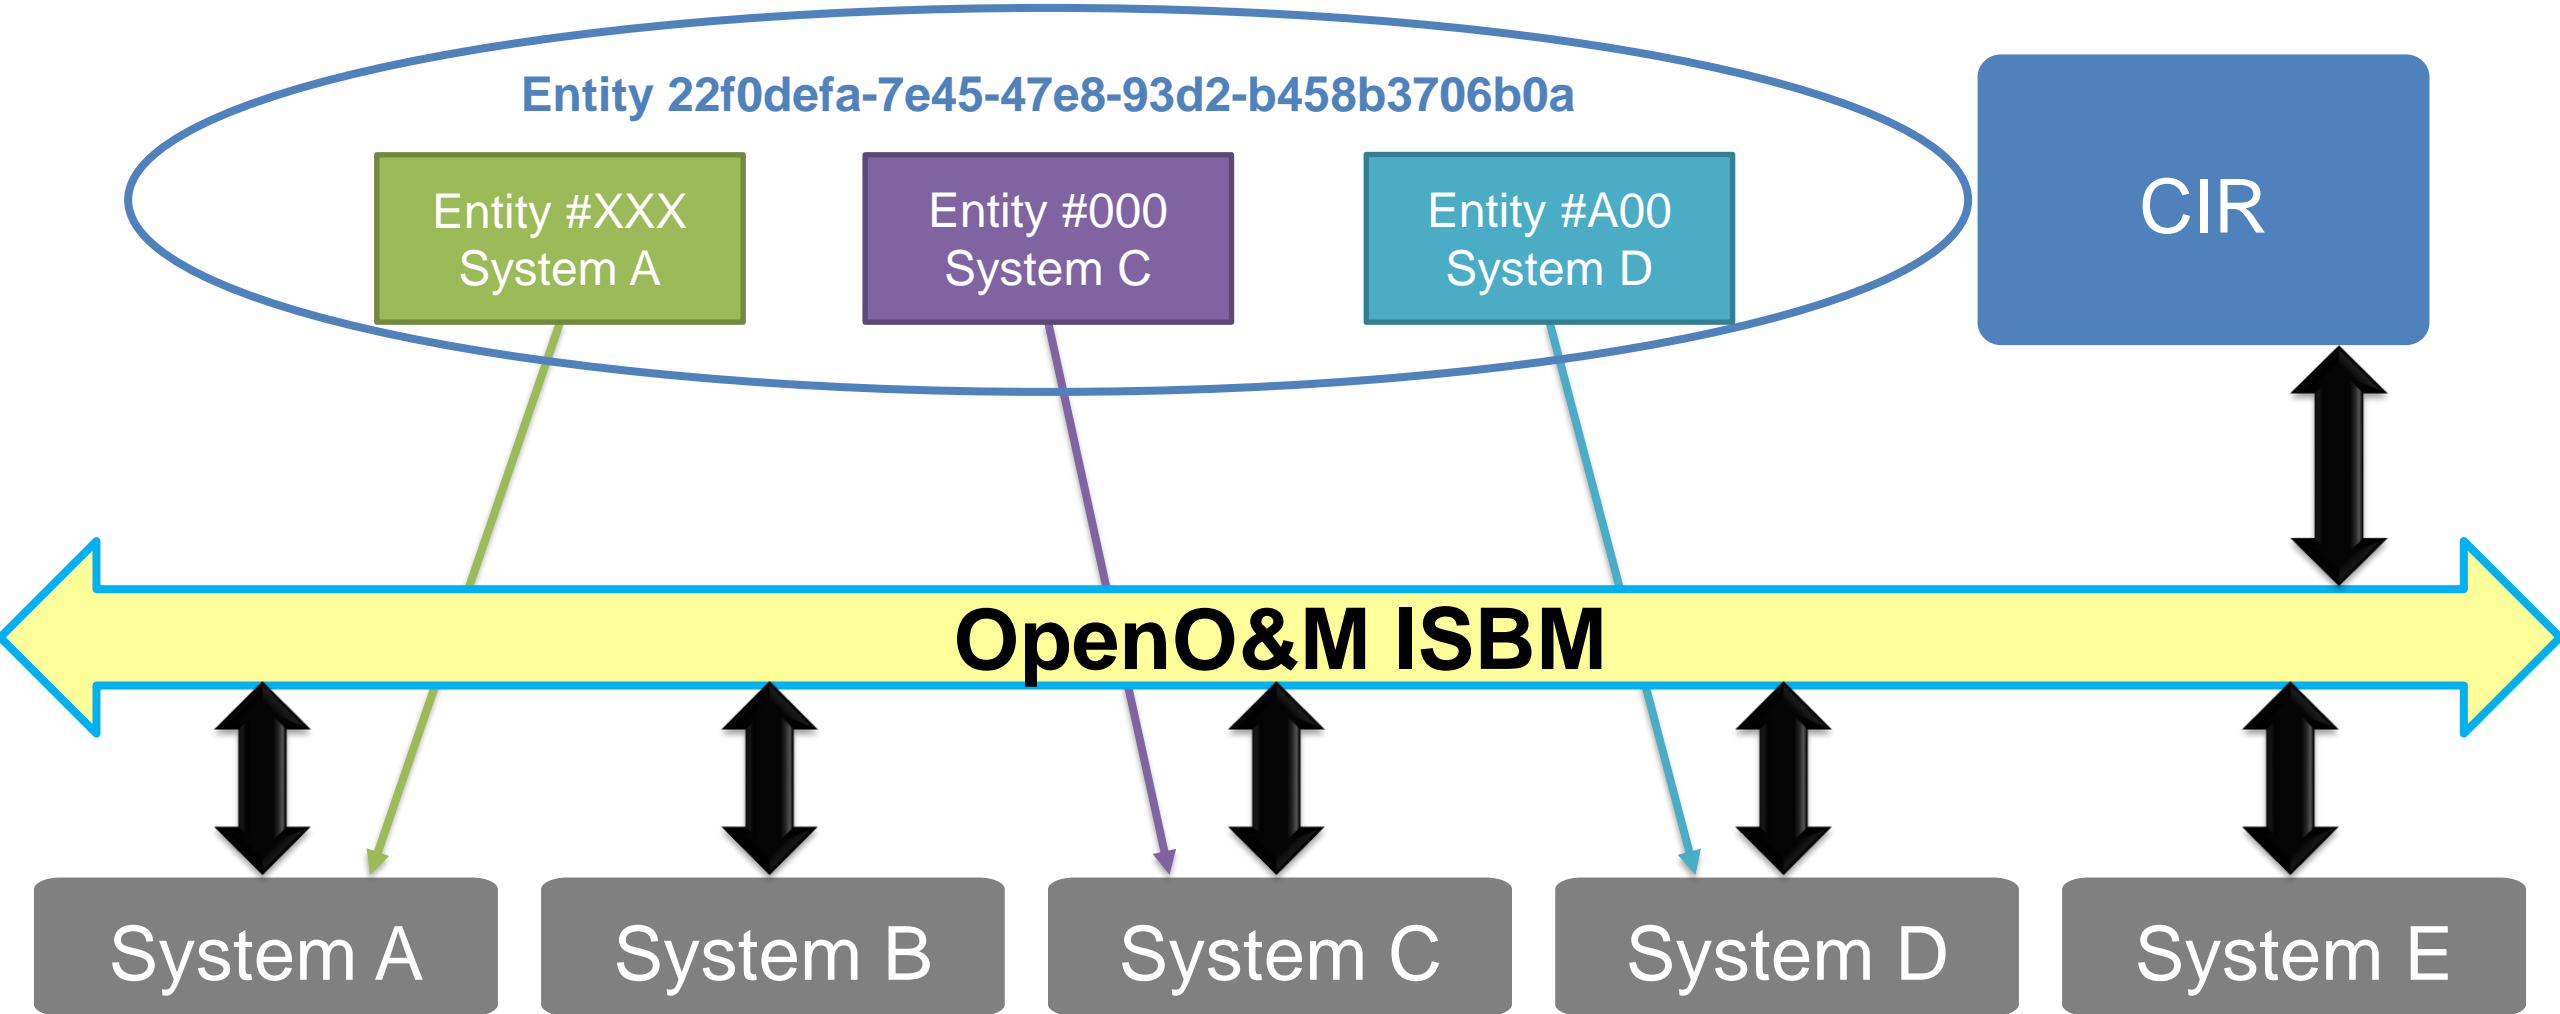 Entity 22f0defa-7e45-47e8-93d2-b458b3706b0a
Entity #XXX
System A
Entity #000
System C
Entity #A00
System D
CIR
OpenO&M ISBM
System A
System B
System C
System D
System E